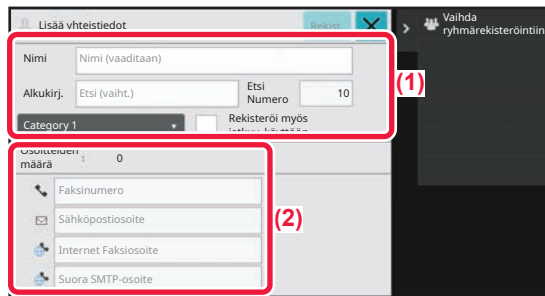 Lisää yhteistiedot
Rekist.
Vaihda
ryhmärekisteröintiin
Nimi
Nimi (vaaditaan)
Alkukirj.
Etsi (vaiht.)
Etsi
Numero
10
(1)
Category 1
Rekisteröi myös
Osoitteiden
määrä : 0
Faksinumero
(2)
Sähköpostiosoite
Internet Faksiosoite
Suora SMTP-osoite